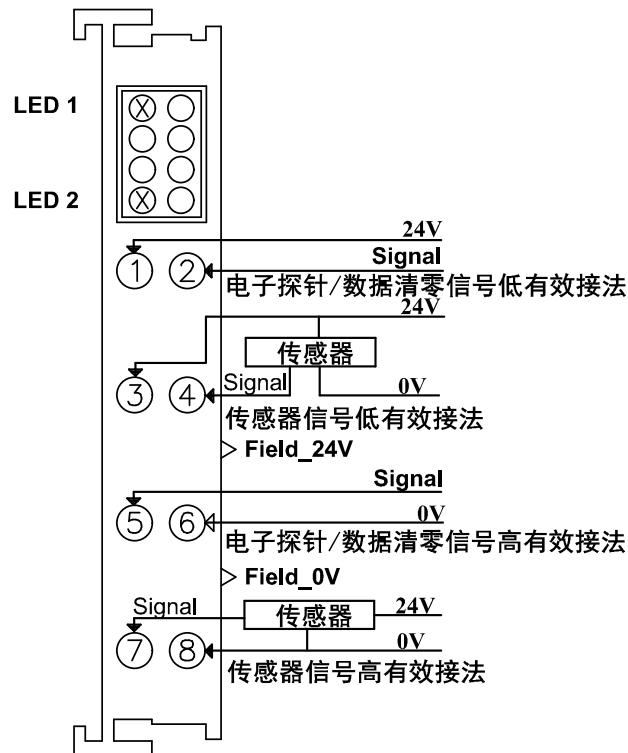 LED 1
LED 2
24V
① ② Signal
电子探针/数据清零信号低有效接法
24V
传感器
③ ④ Signal 0V
传感器信号低有效接法
Field_24V
Signal
⑤ ⑥ 0V
电子探针/数据清零信号高有效接法
Field_0V
Signal 传感器 24V
⑦ ⑧ 0V
传感器信号高有效接法